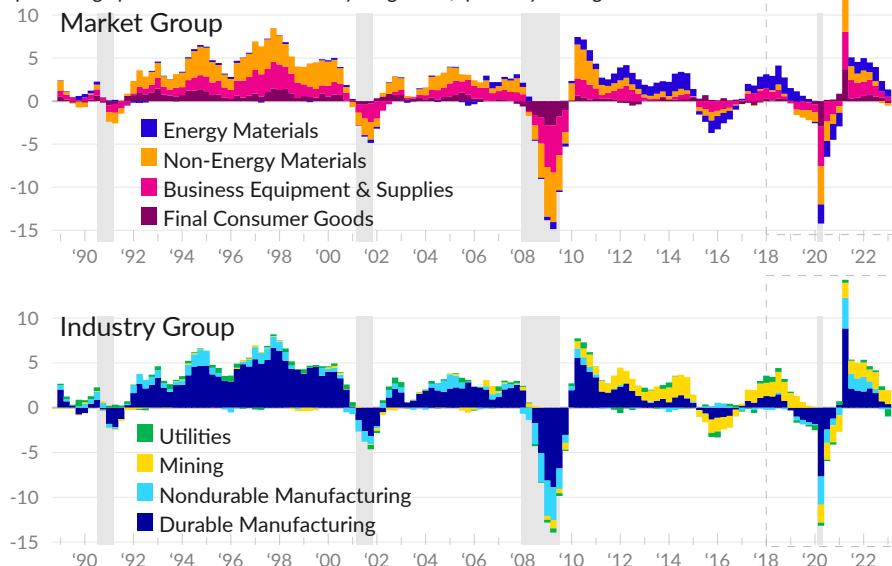 10
Market Group
5
0
Energy Materials
-5
Non-Energy Materials
-10
Business Equipment & Supplies
Final Consumer Goods
-15
'90 '92 '94 '96 '98 '00 '02 '04 '06 '08 '10 '12 '14 '16 '18 '20 '22
10
Industry Group
5
0
Utilities
-5
Mining
-10
Nondurable Manufacturing
Durable Manufacturing
-15
'90 '92 '94 '96 '98 '00 '02 '04 '06 '08 '10 '12 '14 '16 '18 '20 '22